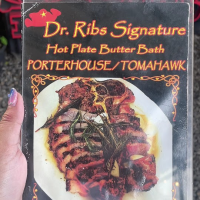 Dr. Ribs Signature
Hot Plate Butter Bath
PORTERHOUSE/TOMAHAWK